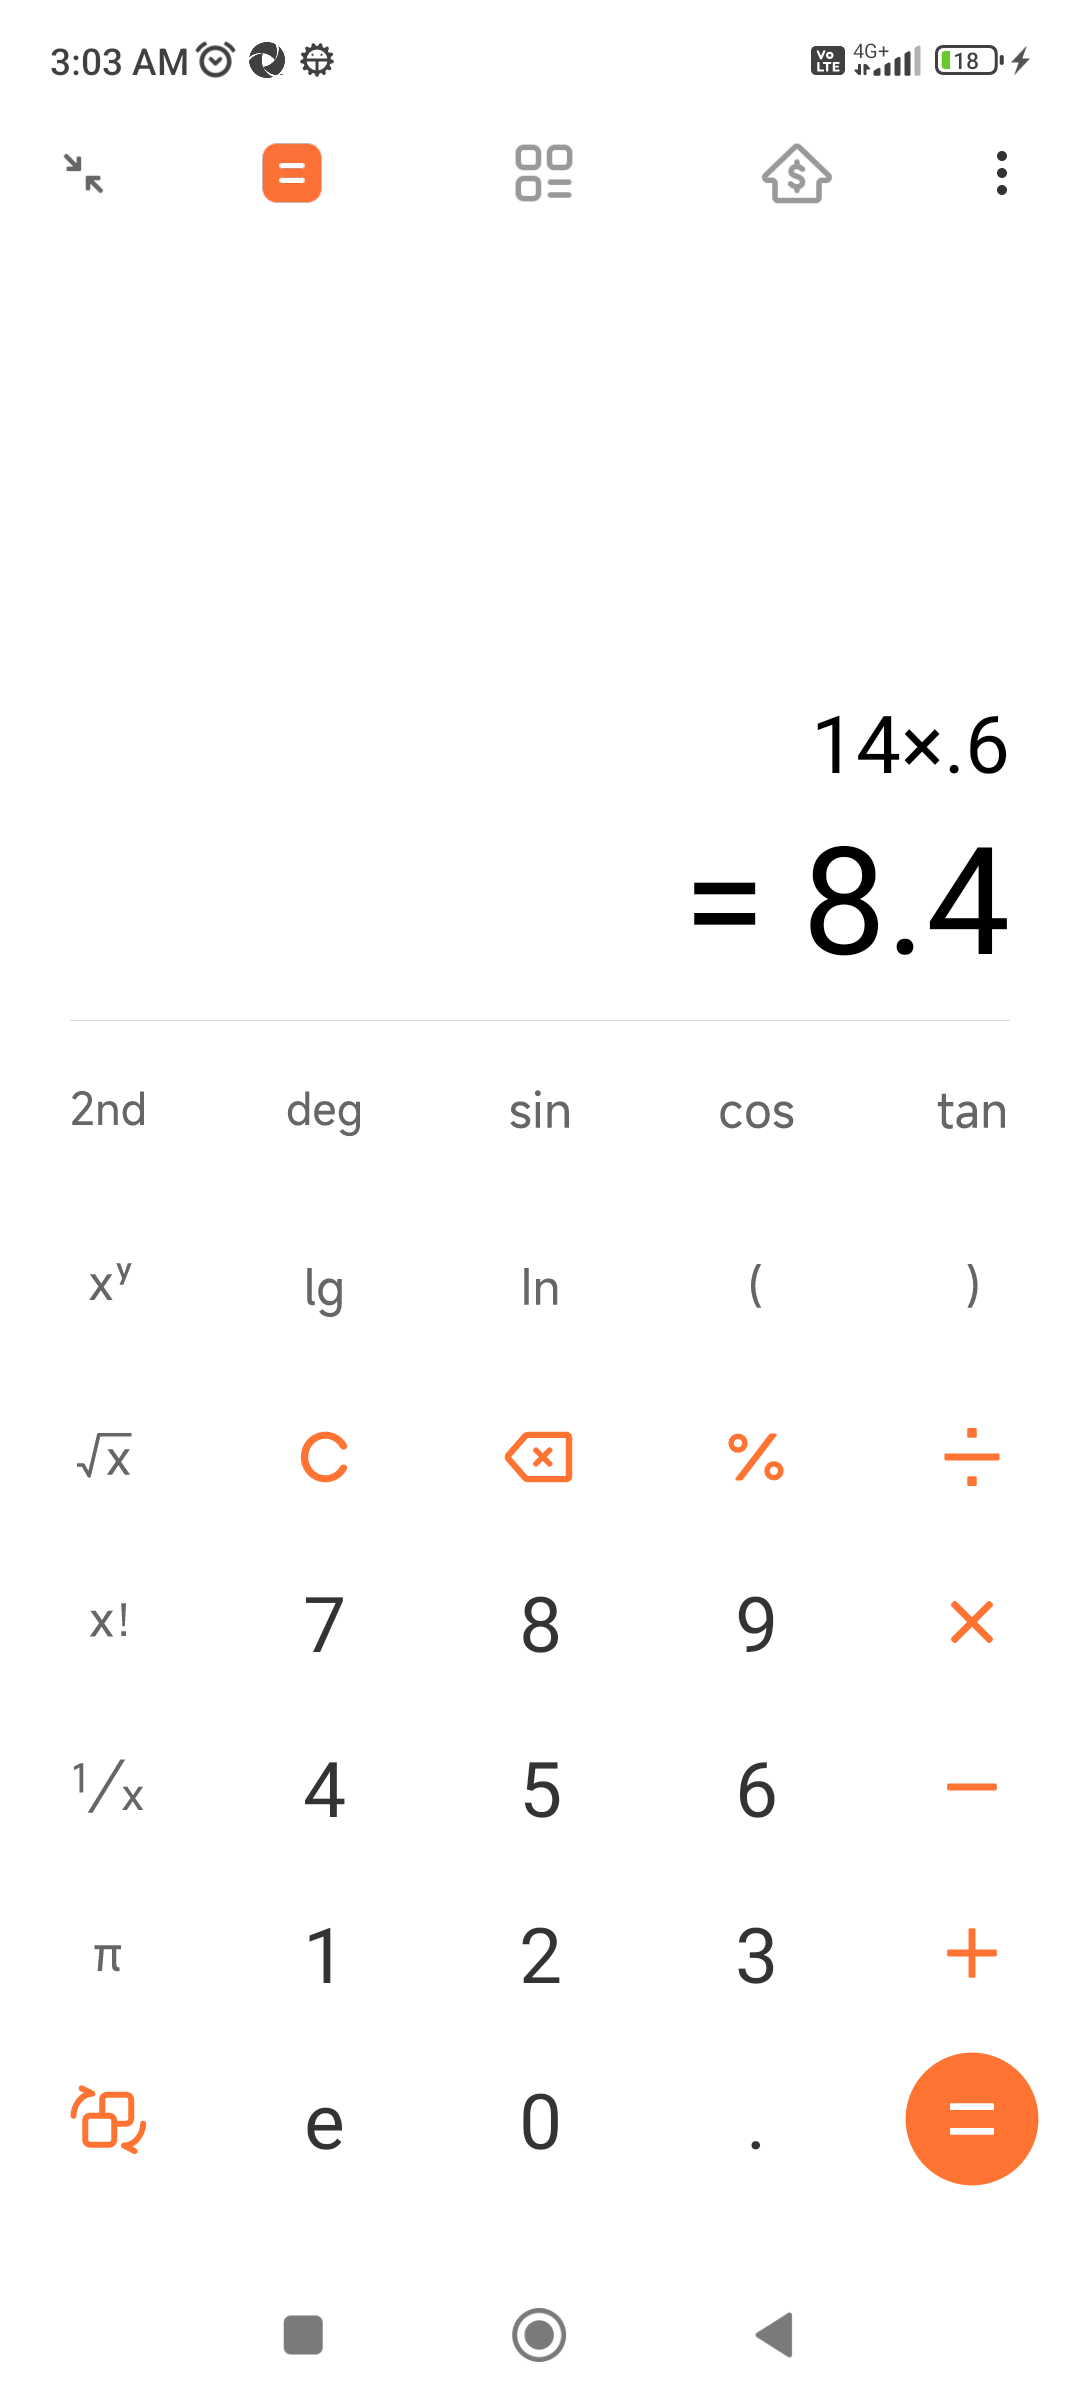 3:03 AM VoLTE 4G+ 18
14×.6
= 8.4
2nd deg sin cos tan
xʸ lg ln ( )
√x C % ÷
x! 7 8 9 ×
1/x 4 5 6 −
π 1 2 3 +
e 0 . =